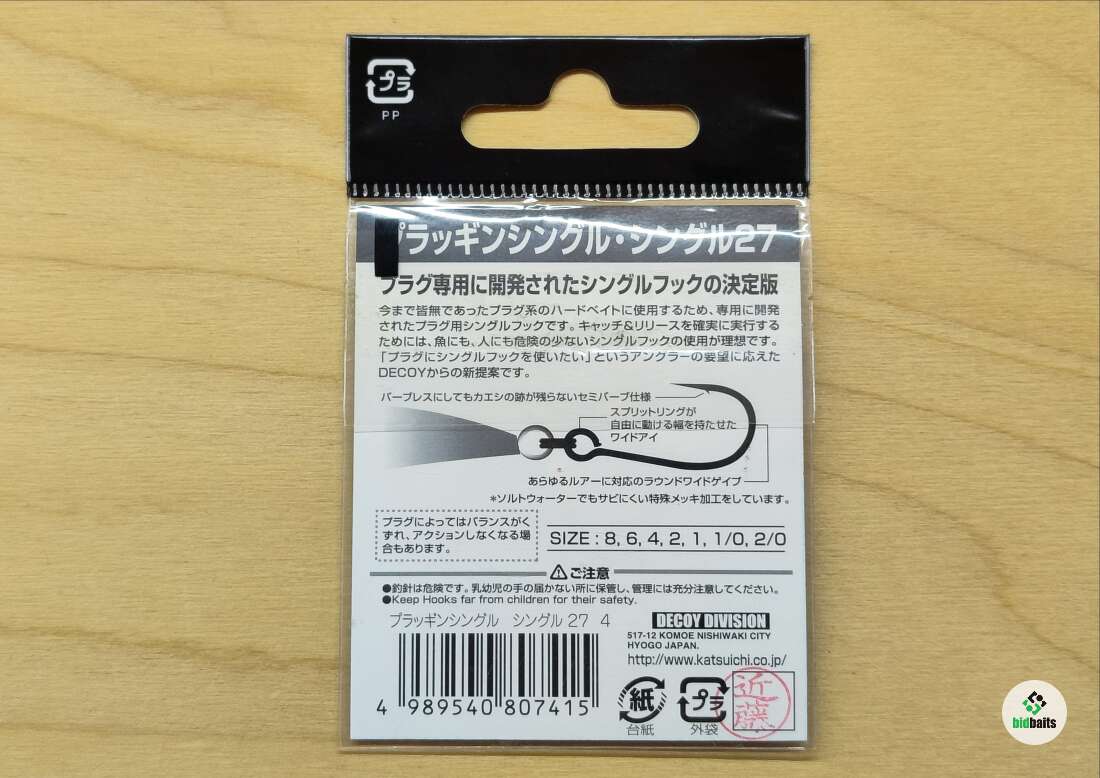 プラ
PP
プラッギンシングル・シングル27
プラグ専用に開発されたシングルフックの決定版
今まで皆無であったプラグ系のハードベイトに使用するため、専用に開発
されたプラグ用シングルフックです。キャッチ&リリースを確実に実行する
ためには、魚にも、人にも危険の少ないシングルフックの使用が理想です。
「プラグにシングルフックを使いたい」というアングラーの要望に応えた
DECOYからの新提案です。
バーブレスにしてもカエシの跡が残らないセミバーブ仕様
スプリットリングが
自由に動ける幅を持たせた
ワイドアイ
あらゆるルアーに対応のラウンドワイドゲイプ
*ソルトウォーターでもサビにくい特殊メッキ加工をしています。
プラグによってはバランスがく
ずれ、アクションしなくなる場
合もあります。
SIZE : 8, 6, 4, 2, 1, 1/0, 2/0
ご注意
●釣針は危険です。乳幼児の手の届かない所に保管し、管理には充分注意してください。
●Keep Hooks far from children for their safety.
プラッギンシングル シングル 27 4
DECOY DIVISION
517-12 KOMOE NISHIWAKI CITY
HYOGO JAPAN.
http://www.katsuichi.co.jp/
4 989540 807415
紙
台紙
プラ
外袋
近藤
bidbaits